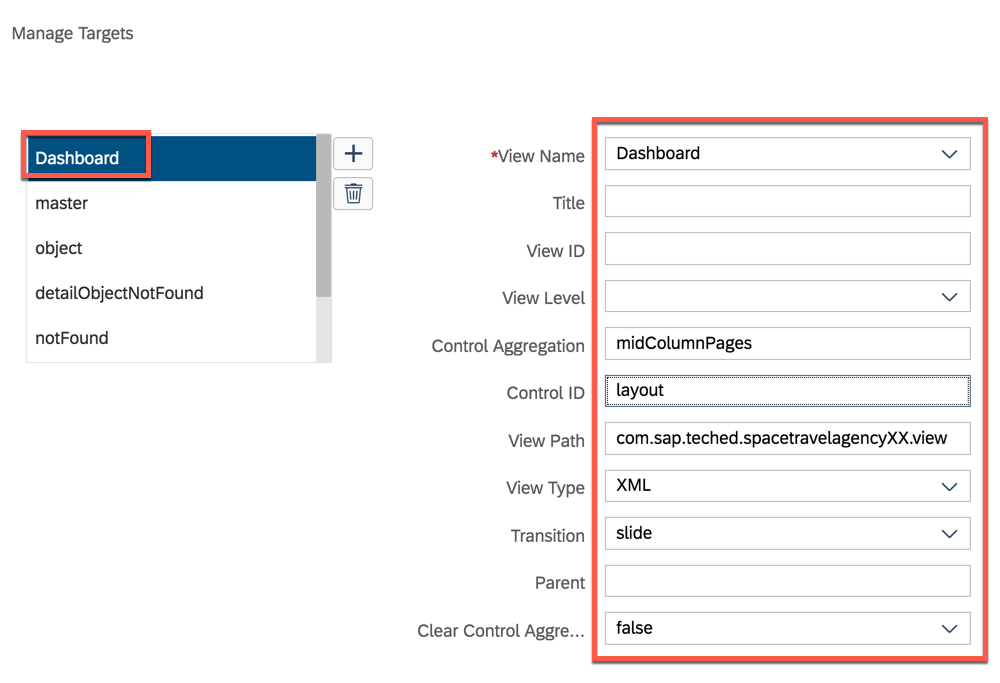 Manage Targets
Dashboard
master
object
detailObjectNotFound
notFound
*View Name Dashboard
Title
View ID
View Level
Control Aggregation midColumnPages
Control ID layout
View Path com.sap.teched.spacetravelagencyXX.view
View Type XML
Transition slide
Parent
Clear Control Aggre... false